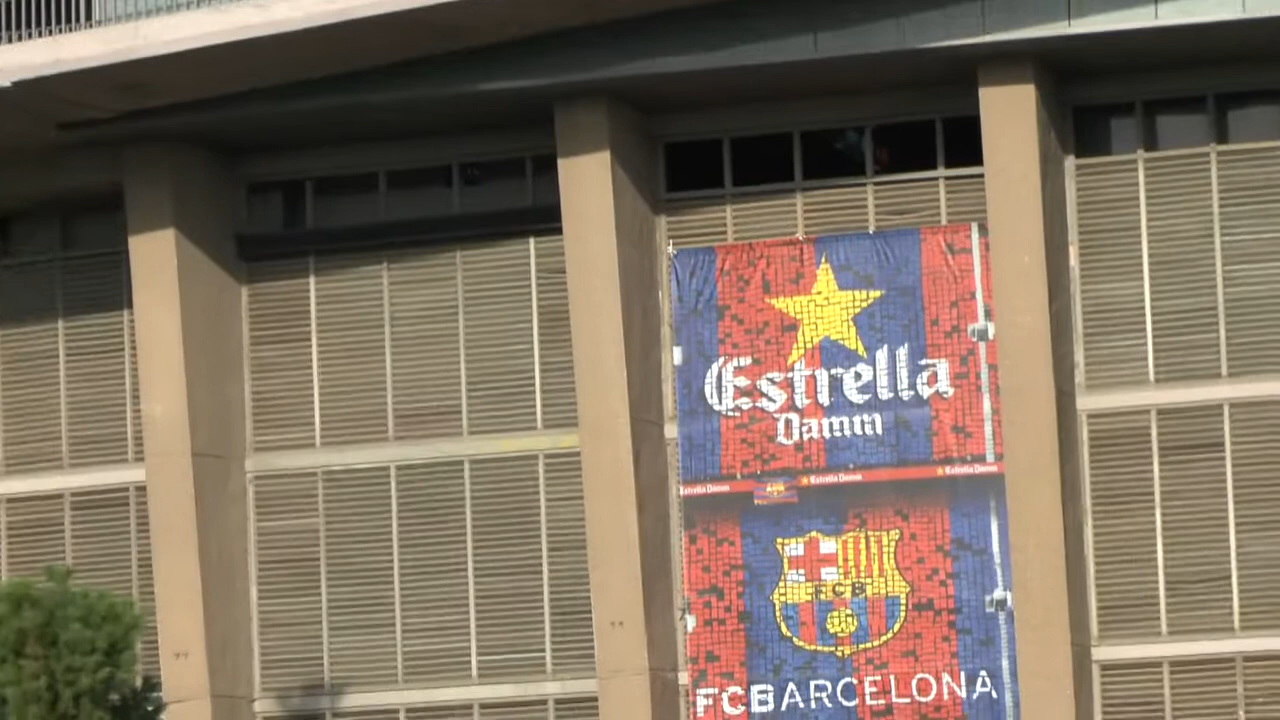 Estrella
Damm
Estrella Damm
Estrella Damm
Estrella Damm
FCB
FCBARCELONA